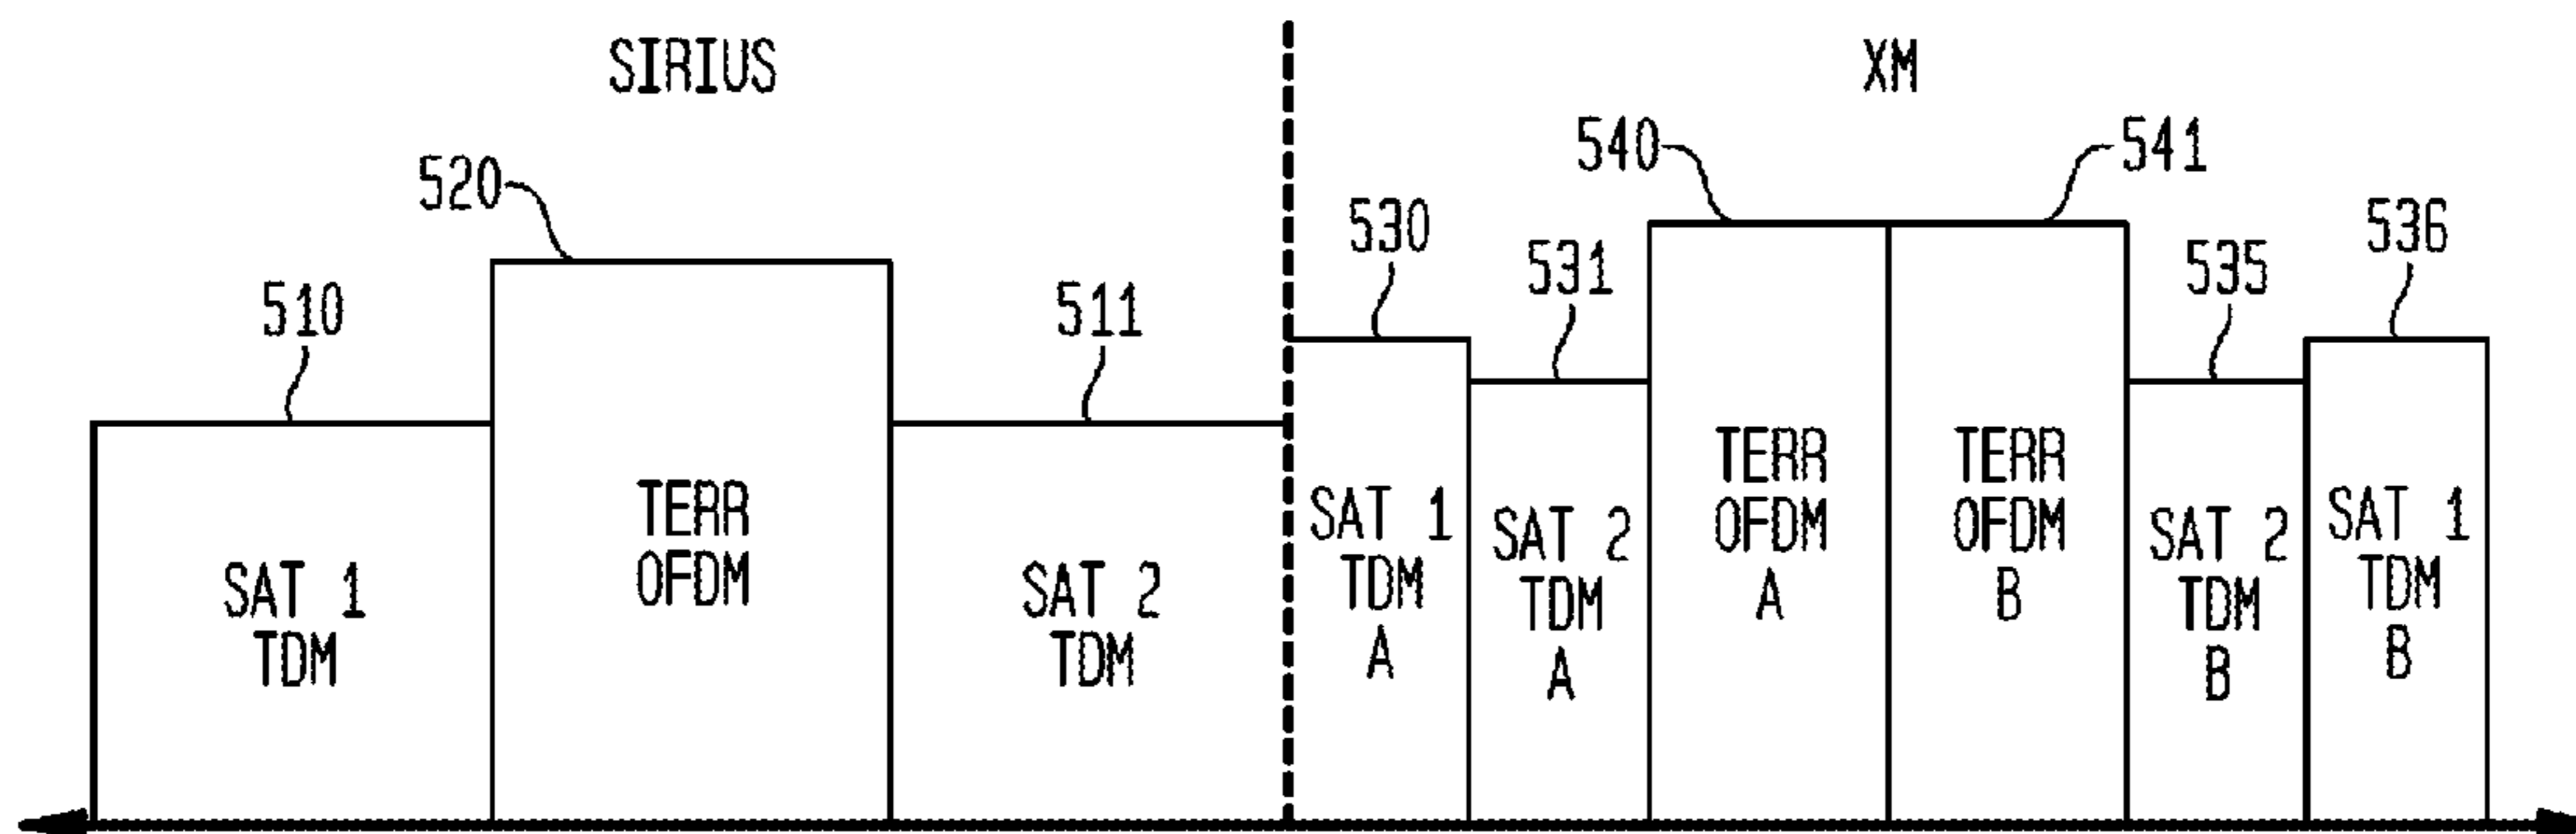 SIRIUS
XM
520
510
511
540
541
530
531
535
536
SAT 1
TDM
TERR
OFDM
SAT 2
TDM
SAT 1
TDM
A
SAT 2
TDM
A
TERR
OFDM
A
TERR
OFDM
B
SAT 2
TDM
B
SAT 1
TDM
B